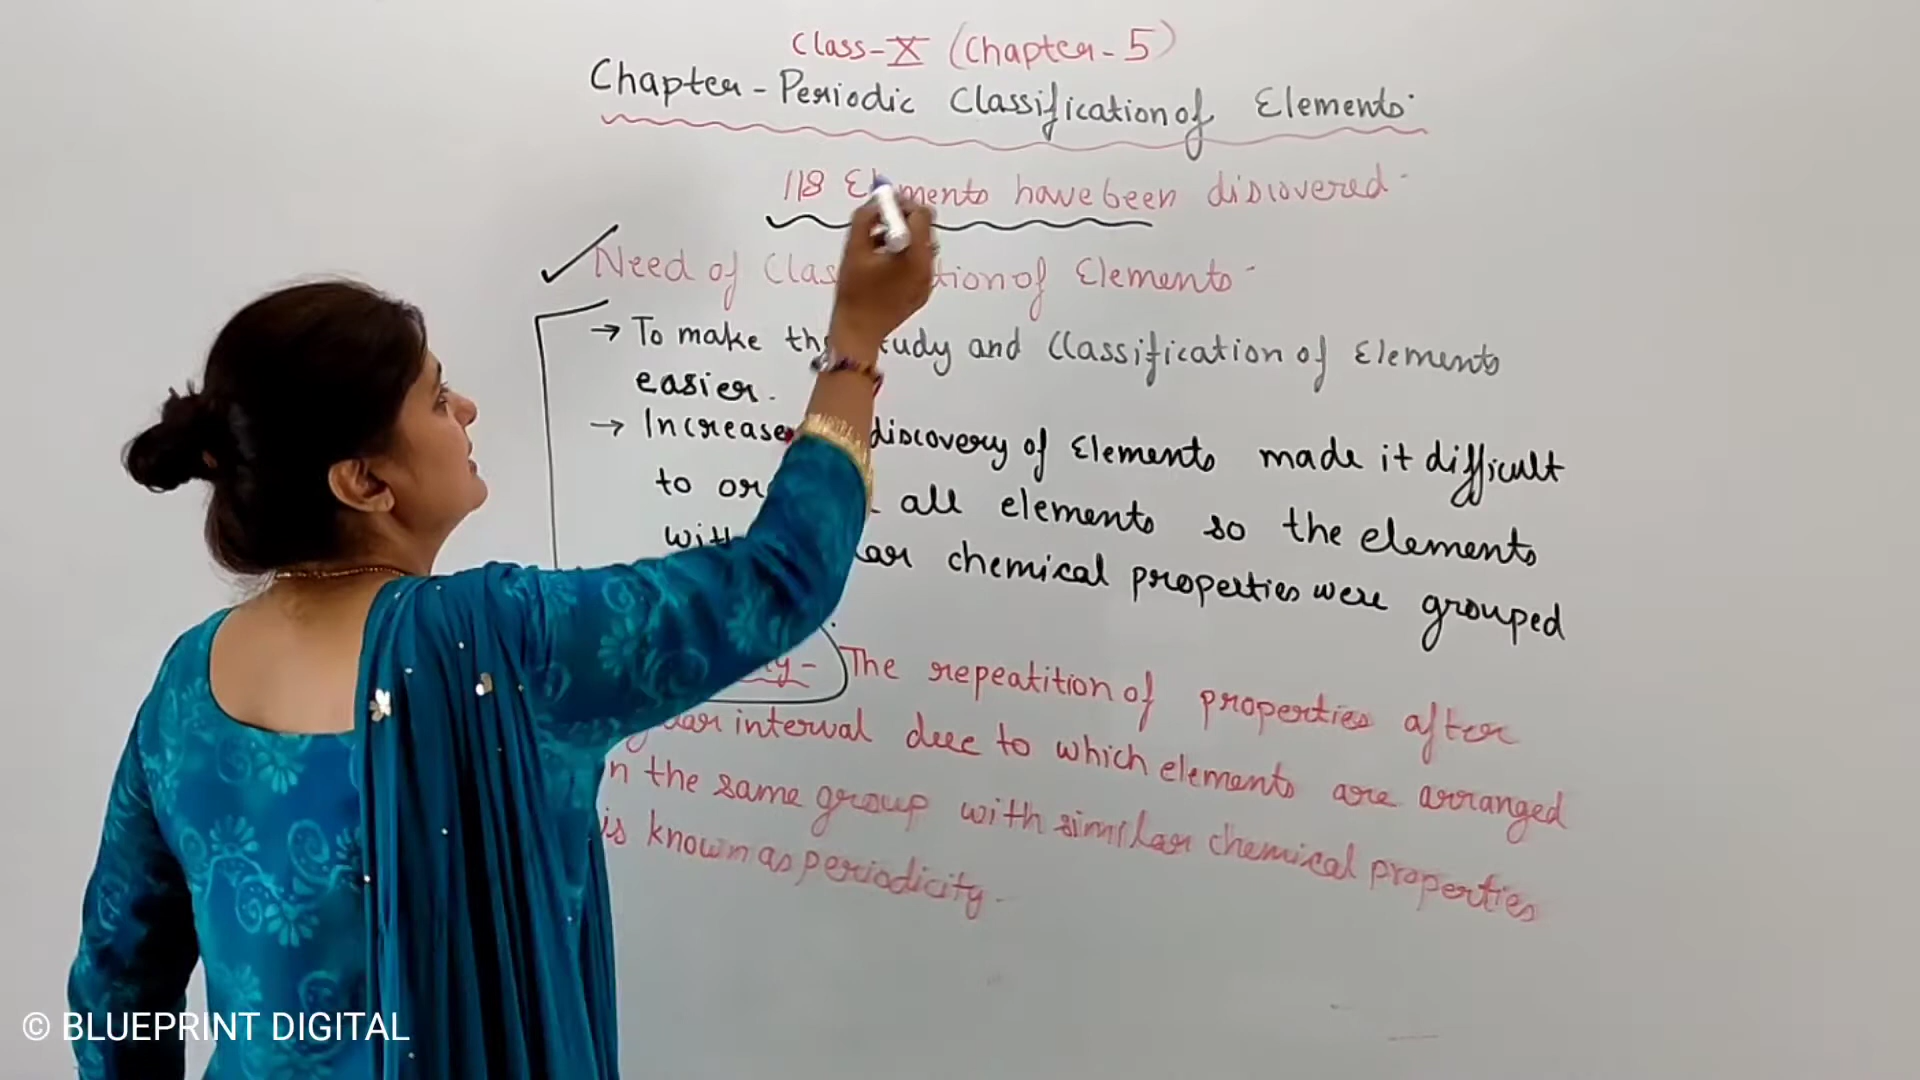 Class-X (Chapter-5)
Chapter-Periodic Classification of Elements.
118 Elements have been discovered.
Need of of Elements-
→ To make study and Classification of Elements
easier.
→ Increase discovery of Elements made it difficult
to all elements so the elements
chemical properties were grouped
The repeatition of properties after
interval due to which elements are arranged
in the same group with similar chemical properties
is known as periodicity.
© BLUEPRINT DIGITAL